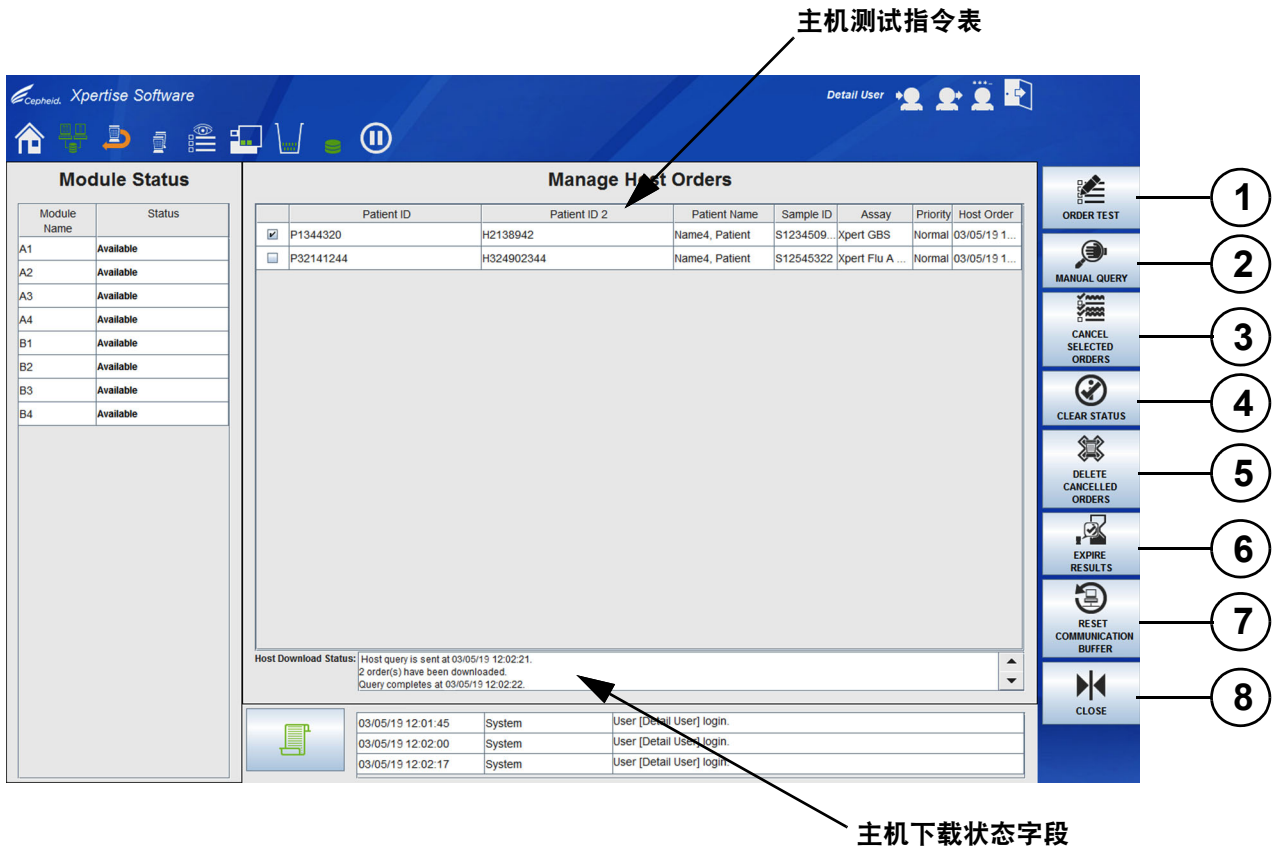 主机测试指令表
Cepheid. Xpertise Software
Detail User
Module Status
Module Name Status
A1 Available
A2 Available
A3 Available
A4 Available
B1 Available
B2 Available
B3 Available
B4 Available
Manage Host Orders
Patient ID Patient ID 2 Patient Name Sample ID Assay Priority Host Order
P1344320 H2138942 Name4, Patient S1234509... Xpert GBS Normal 03/05/19 1...
P32141244 H324902344 Name4, Patient S12545322 Xpert Flu A ... Normal 03/05/19 1...
Host Download Status: Host query is sent at 03/05/19 12:02:21.
2 order(s) have been downloaded.
Query completes at 03/05/19 12:02:22.
03/05/19 12:01:45 System User [Detail User] login.
03/05/19 12:02:00 System User [Detail User] login.
03/05/19 12:02:17 System User [Detail User] login.
ORDER TEST
1
MANUAL QUERY
2
CANCEL
SELECTED
ORDERS
3
CLEAR STATUS
4
DELETE
CANCELLED
ORDERS
5
EXPIRE
RESULTS
6
RESET
COMMUNICATION
BUFFER
7
CLOSE
8
主机下载状态字段